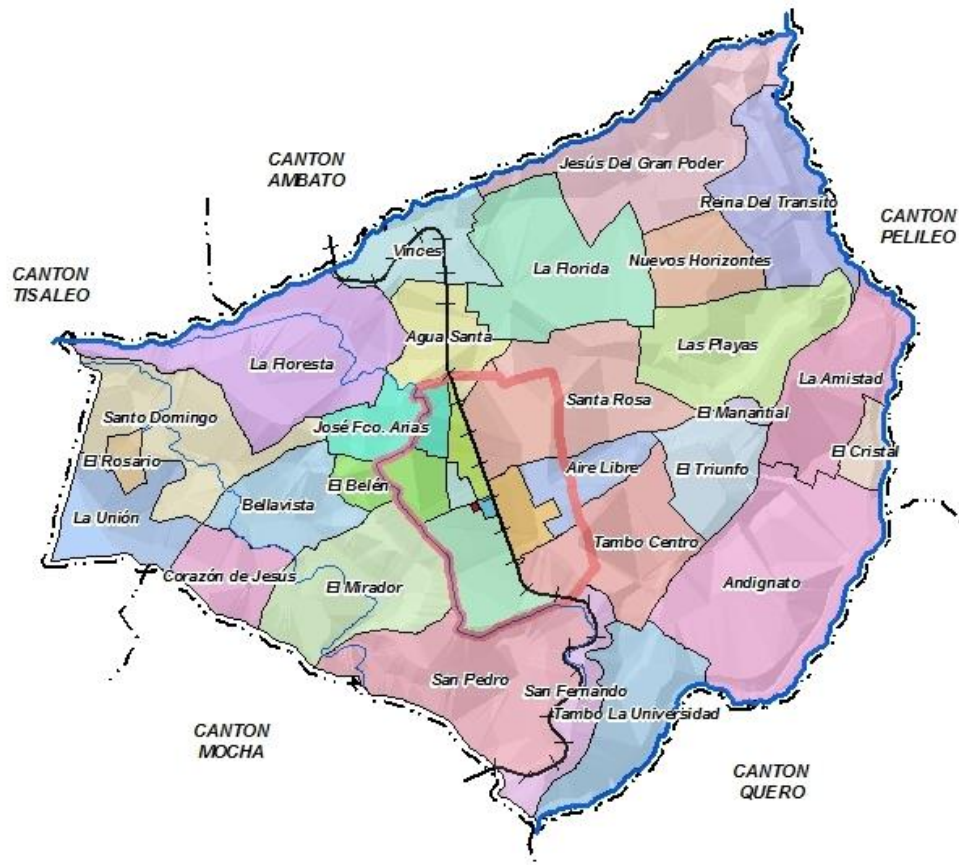 CANTON
AMBATO
Jesús Del Gran Poder
Reina Del Transito
CANTON
PELILEO
Vinces
La Florida
Nuevos Horizontes
CANTON
TISALEO
Agua Santa
Las Playas
La Floresta
La Amistad
Santa Rosa
El Manantial
Santo Domingo
José Fco. Arias
El Cristal
El Rosario
Aire Libre
El Triunfo
El Belén
Bellavista
La Unión
Tambo Centro
Corazón de Jesús
El Mirador
Andignato
San Pedro
San Fernando
Tambo La Universidad
CANTON
MOCHA
CANTON
QUERO